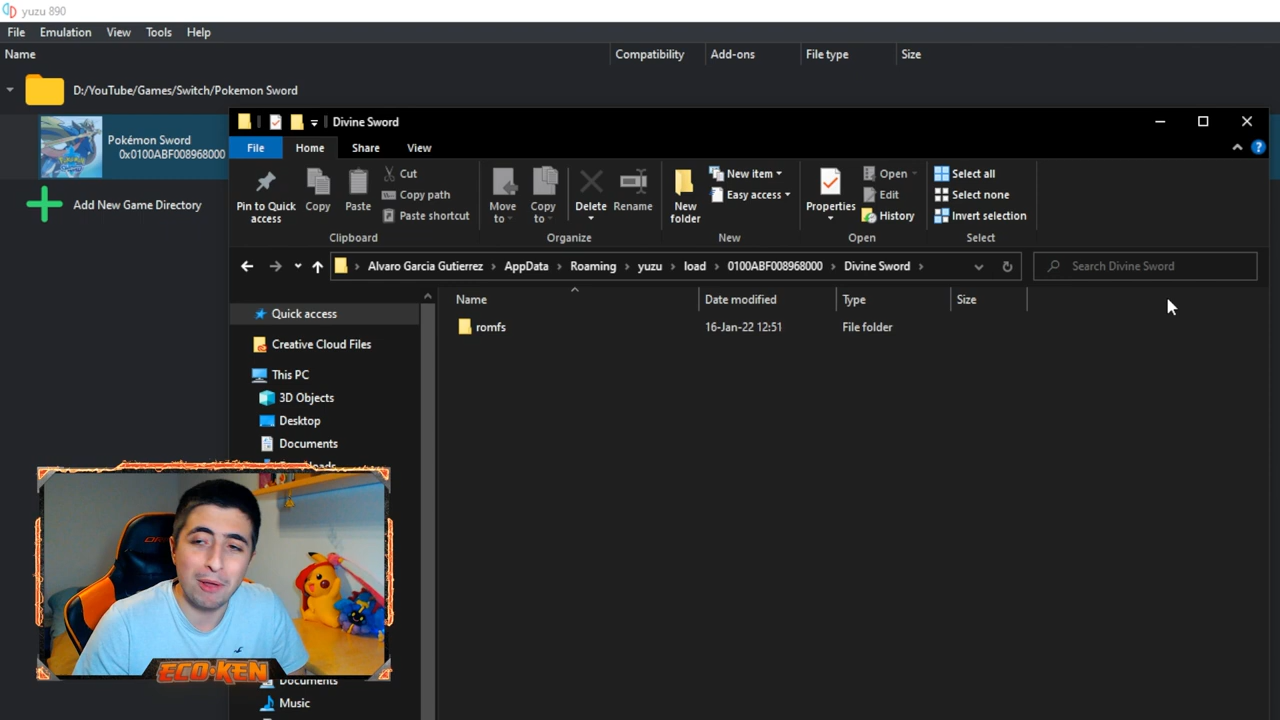 yuzu 890
File Emulation View Tools Help
Name Compatibility Add-ons File type Size
D:/YouTube/Games/Switch/Pokemon Sword
Pokémon Sword
0x0100ABF008968000
Add New Game Directory
Divine Sword
File Home Share View
Pin to Quick access
Copy
Paste
Cut
Copy path
Paste shortcut
Clipboard
Move to
Copy to
Delete
Rename
Organize
New folder
New item
Easy access
New
Properties
Open
Edit
History
Open
Select all
Select none
Invert selection
Select
Alvaro Garcia Gutierrez AppData Roaming yuzu load 0100ABF008968000 Divine Sword
Search Divine Sword
Name Date modified Type Size
romfs 16-Jan-22 12:51 File folder
Quick access
Creative Cloud Files
This PC
3D Objects
Desktop
Documents
Downloads
ECO-KEN
Documents
Music